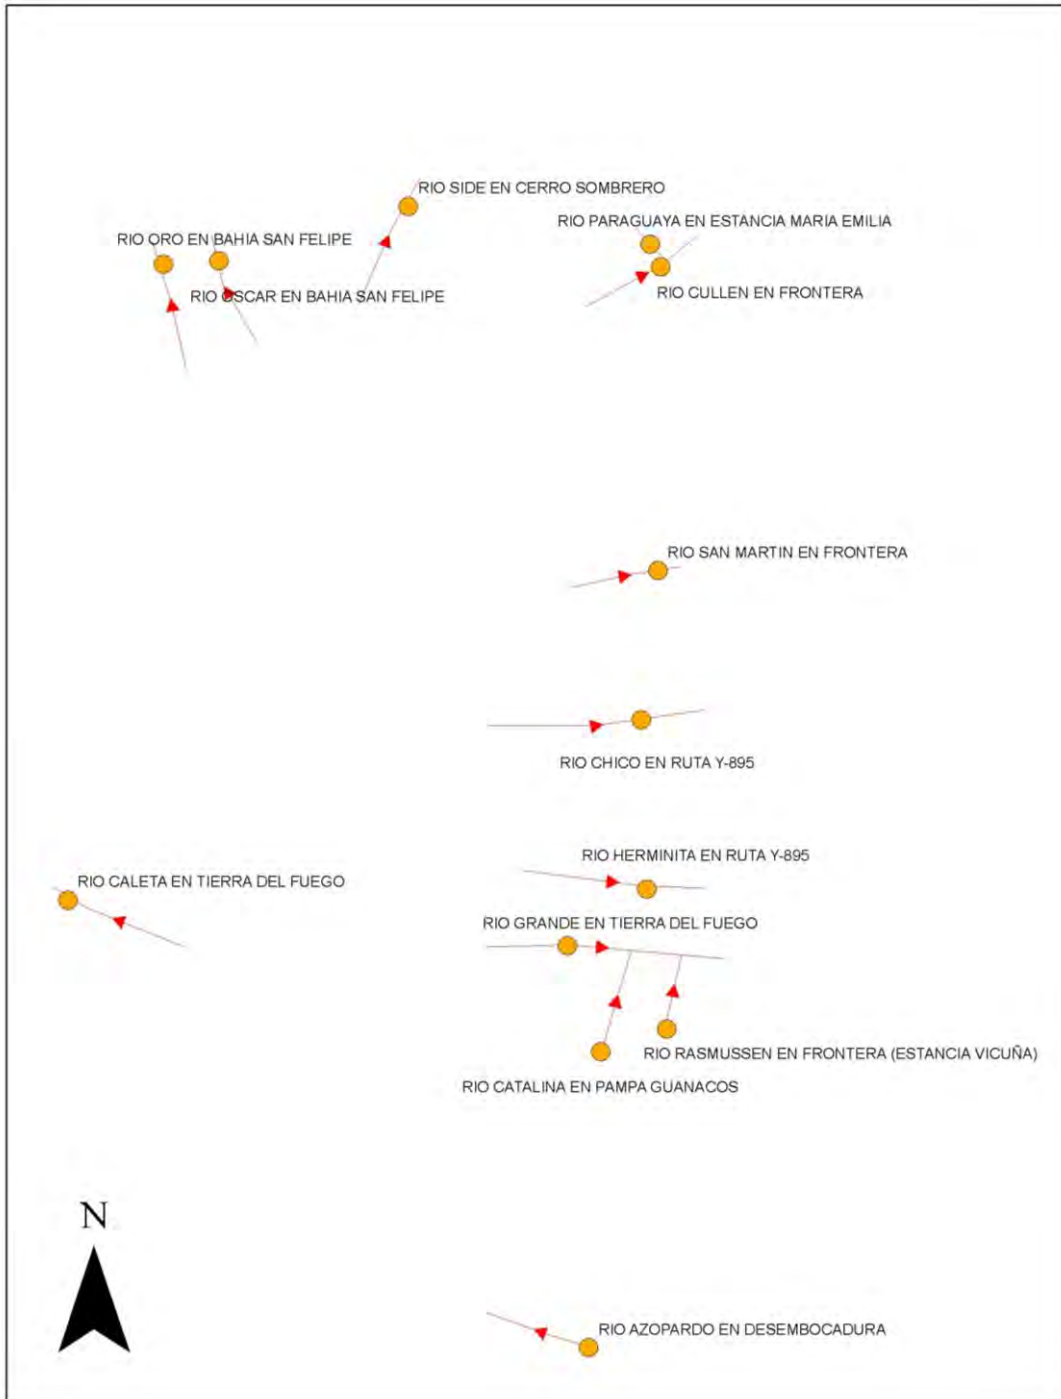 RIO SIDE EN CERRO SOMBRERO
RIO PARAGUAYA EN ESTANCIA MARIA EMILIA
RIO ORO EN BAHIA SAN FELIPE
RIO OSCAR EN BAHIA SAN FELIPE
RIO CULLEN EN FRONTERA
RIO SAN MARTIN EN FRONTERA
RIO CHICO EN RUTA Y-895
RIO HERMINITA EN RUTA Y-895
RIO CALETA EN TIERRA DEL FUEGO
RIO GRANDE EN TIERRA DEL FUEGO
RIO RASMUSSEN EN FRONTERA (ESTANCIA VICUÑA)
RIO CATALINA EN PAMPA GUANACOS
N
RIO AZOPARDO EN DESEMBOCADURA